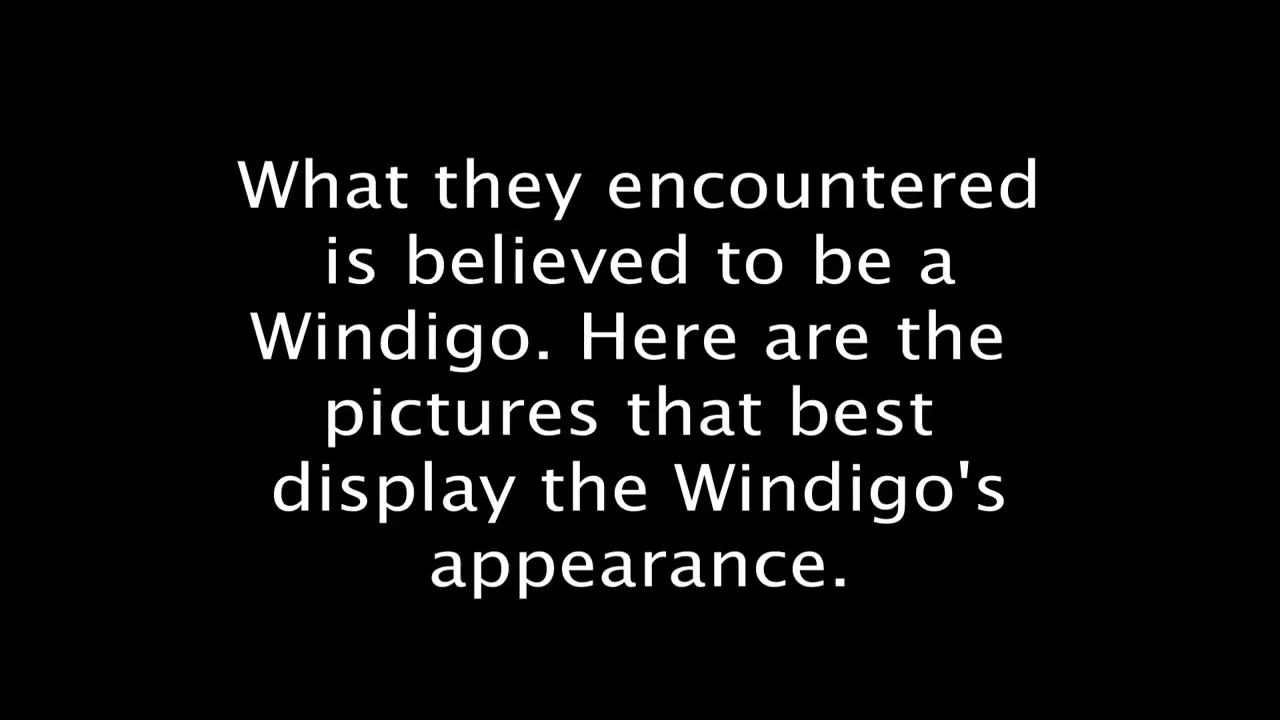 What they encountered
is believed to be a
Windigo. Here are the
pictures that best
display the Windigo's
appearance.